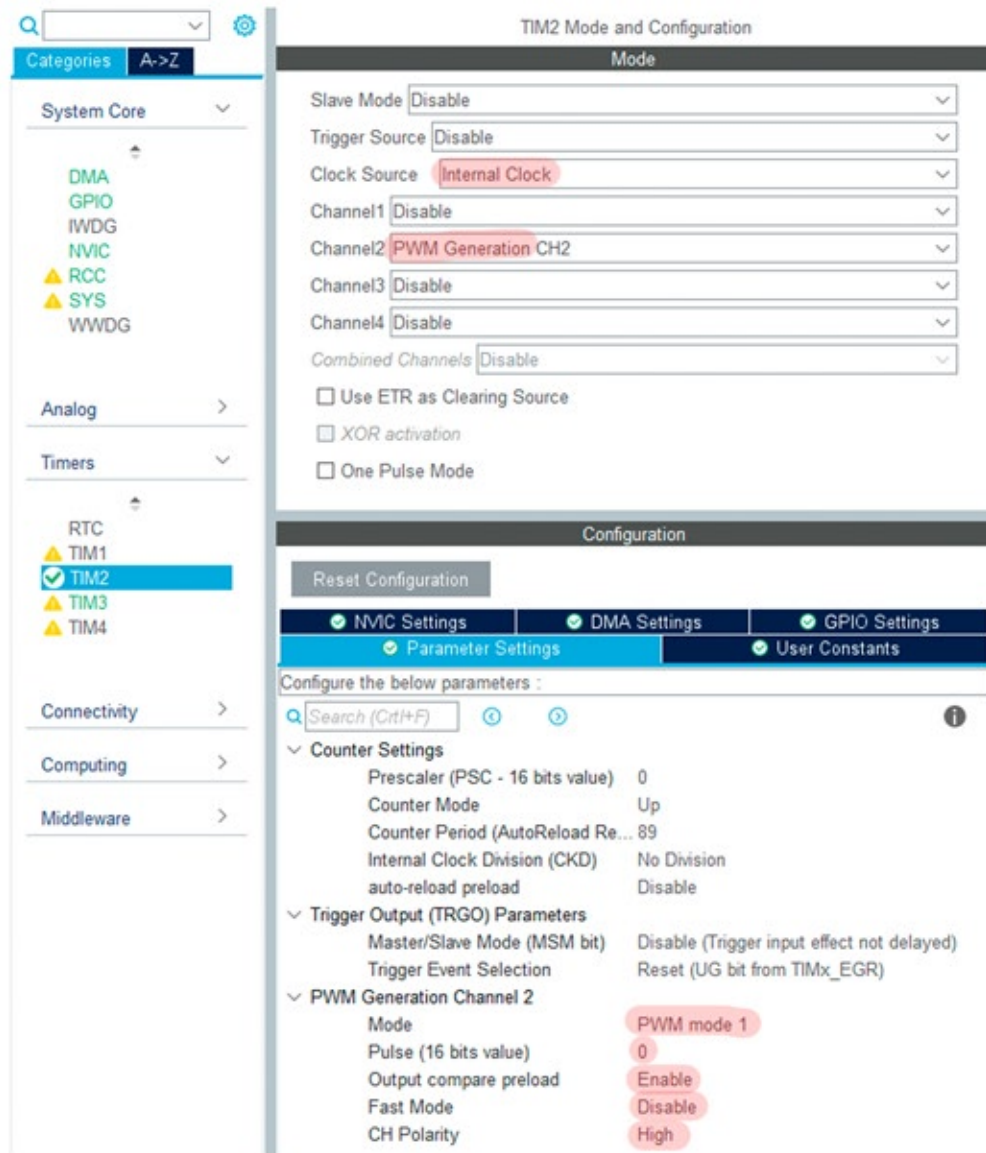 Categories
A->Z
System Core
DMA
GPIO
IWDG
NVIC
RCC
SYS
WWDG
Analog
Timers
RTC
TIM1
TIM2
TIM3
TIM4
Connectivity
Computing
Middleware
TIM2 Mode and Configuration
Mode
Slave Mode Disable
Trigger Source Disable
Clock Source Internal Clock
Channel1 Disable
Channel2 PWM Generation CH2
Channel3 Disable
Channel4 Disable
Combined Channels Disable
Use ETR as Clearing Source
XOR activation
One Pulse Mode
Configuration
Reset Configuration
NVIC Settings DMA Settings GPIO Settings
Parameter Settings User Constants
Configure the below parameters :
Search (Crtl+F)
Counter Settings
Prescaler (PSC - 16 bits value) 0
Counter Mode Up
Counter Period (AutoReload Re... 89
Internal Clock Division (CKD) No Division
auto-reload preload Disable
Trigger Output (TRGO) Parameters
Master/Slave Mode (MSM bit) Disable (Trigger input effect not delayed)
Trigger Event Selection Reset (UG bit from TIMx_EGR)
PWM Generation Channel 2
Mode PWM mode 1
Pulse (16 bits value) 0
Output compare preload Enable
Fast Mode Disable
CH Polarity High